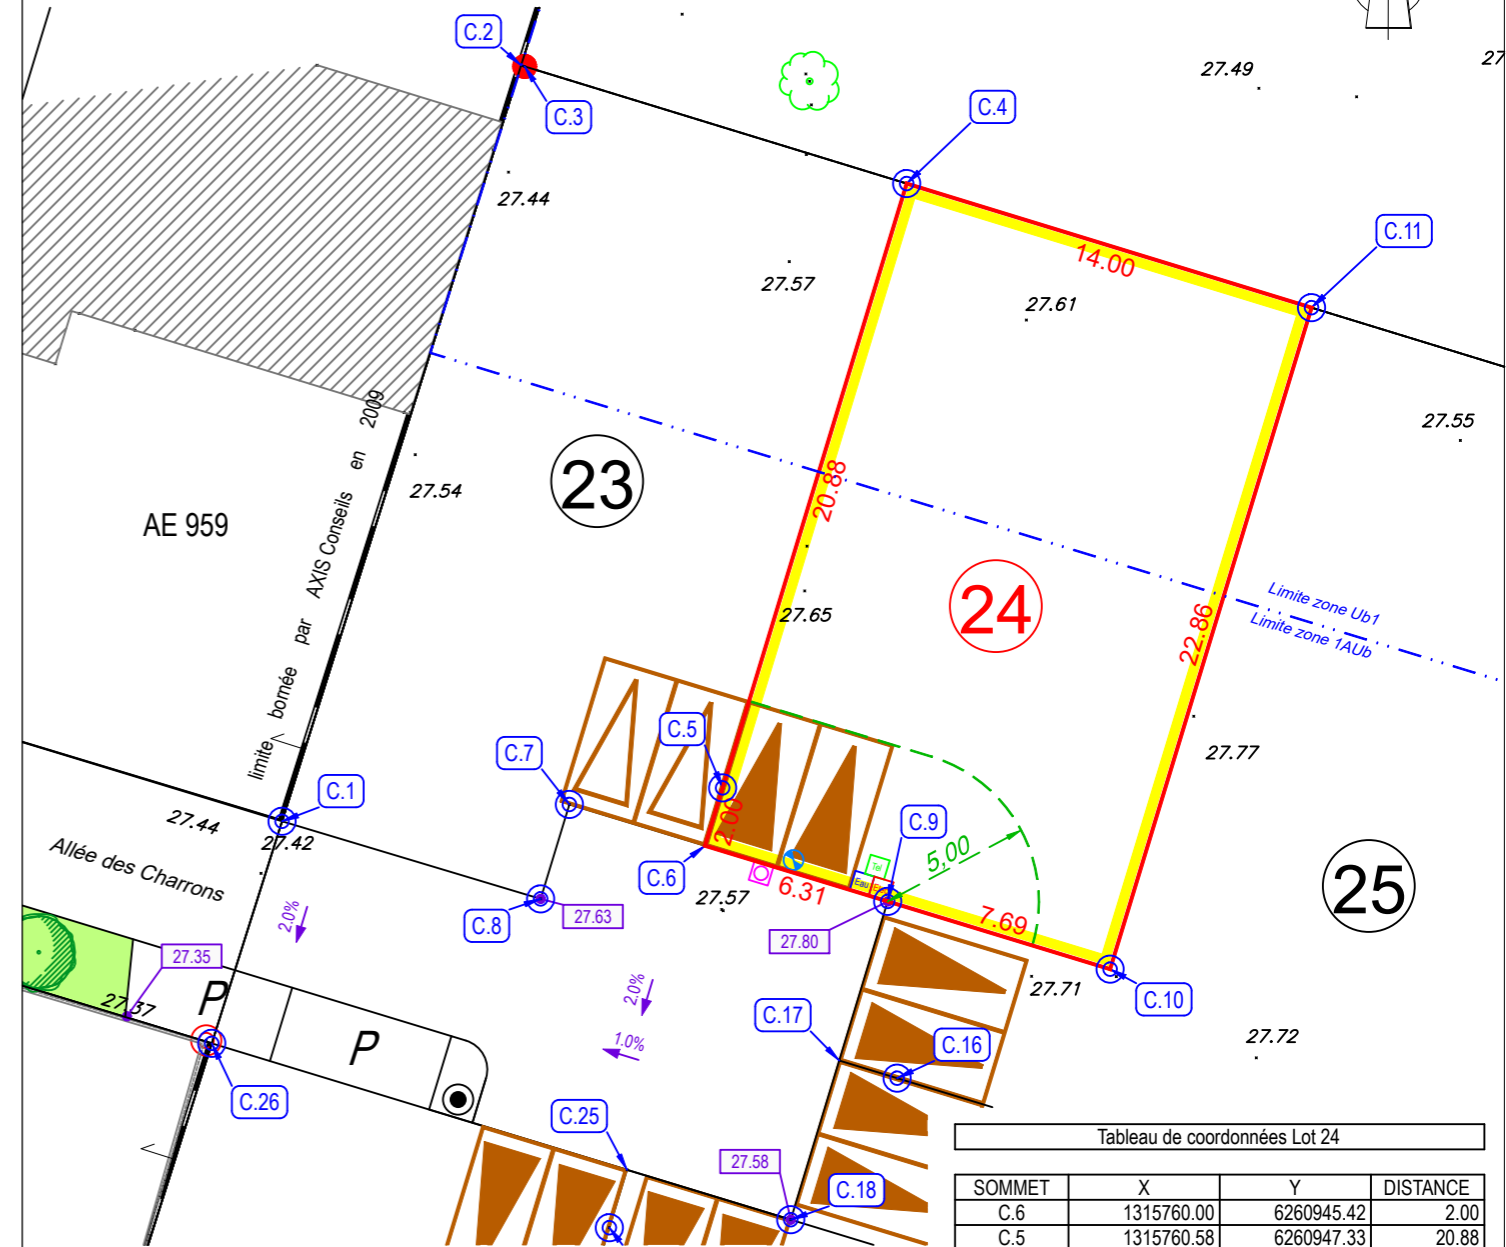 C.2
C.3
C.4
27.49
27
27.44
C.11
27.57
14.00
27.61
27.55
20.88
23
27.54
AE 959
limite bornée par AXIS Conseils en 2009
24
Limite zone Ub1
Limite zone 1AUb
22.86
27.65
C.5
C.7
27.77
C.1
27.44
27.42
2.00
C.9
Tel
5,00
Allée des Charrons
C.6
Eau
6.31
27.57
25
7.69
C.8
27.63
27.80
2.0%
27.35
27.37
P
2.0%
27.71
C.10
C.17
P
1.0%
C.16
27.72
C.26
C.25
27.58
C.18
Tableau de coordonnées Lot 24
SOMMET X Y DISTANCE
C.6 1315760.00 6260945.42 2.00
C.5 1315760.58 6260947.33 20.88